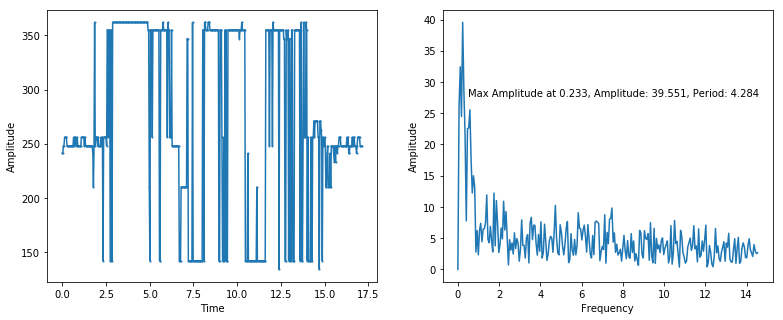 Amplitude
350
300
250
200
150
0.0 2.5 5.0 7.5 10.0 12.5 15.0 17.5
Time
Amplitude
40
35
30
25
20
15
10
5
0
Max Amplitude at 0.233, Amplitude: 39.551, Period: 4.284
0 2 4 6 8 10 12 14
Frequency